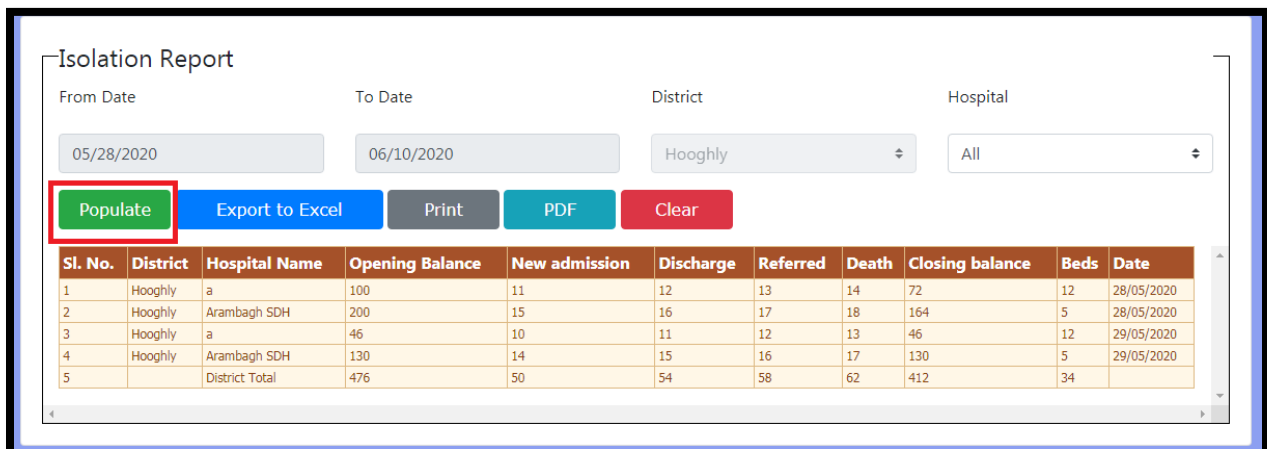 Isolation Report
From Date To Date District Hospital
05/28/2020 06/10/2020 Hooghly All
Populate Export to Excel Print PDF Clear
Sl. No. District Hospital Name Opening Balance New admission Discharge Referred Death Closing balance Beds Date
1 Hooghly a 100 11 12 13 14 72 12 28/05/2020
2 Hooghly Arambagh SDH 200 15 16 17 18 164 5 28/05/2020
3 Hooghly a 46 10 11 12 13 46 12 29/05/2020
4 Hooghly Arambagh SDH 130 14 15 16 17 130 5 29/05/2020
5 District Total 476 50 54 58 62 412 34